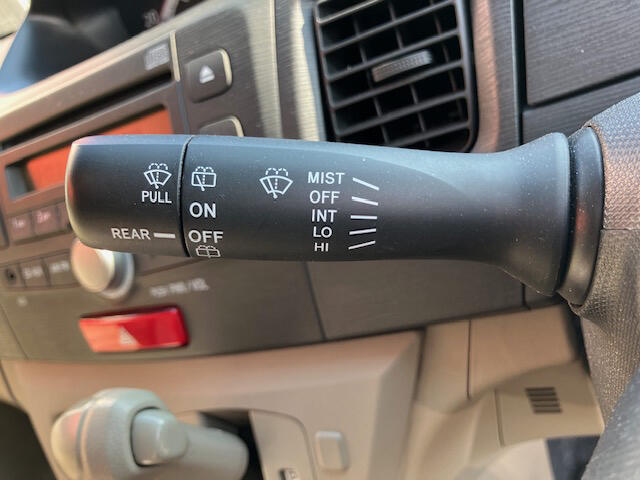 PULL
REAR
ON
OFF
MIST
OFF
INT
LO
HI